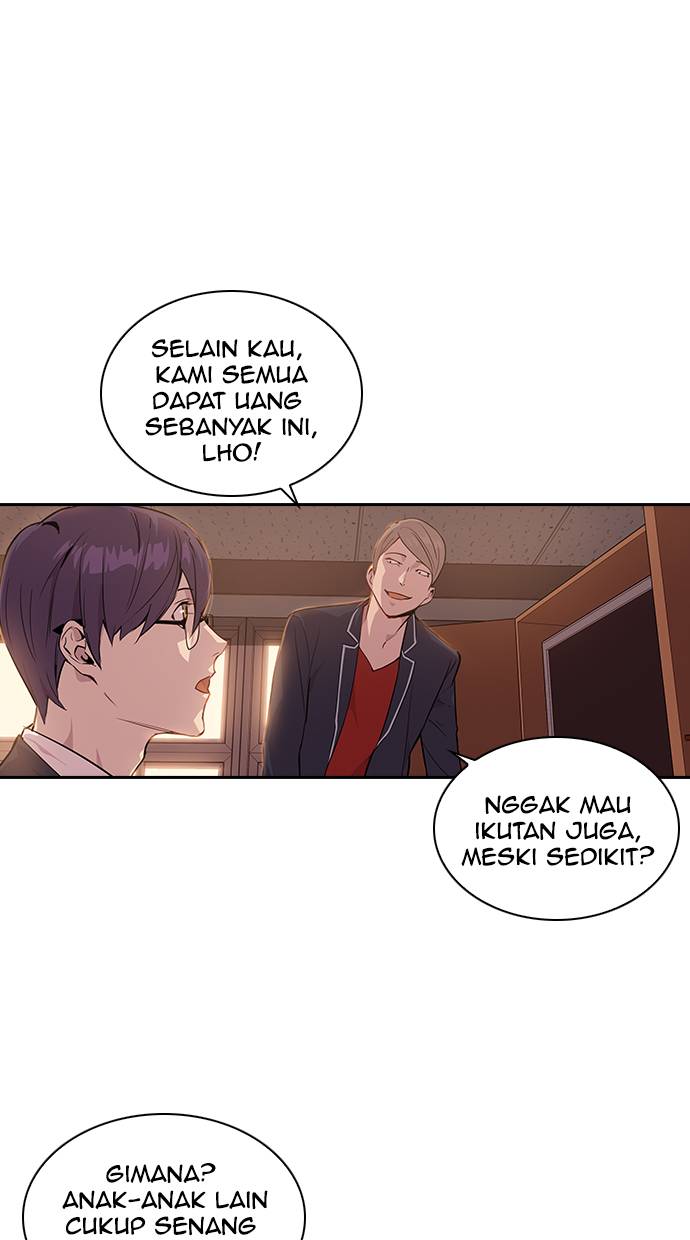 SELAIN KAU,
KAMI SEMUA
DAPAT UANG
SEBANYAK INI,
LHO!
NGGAK MAU
IKUTAN JUGA,
MESKI SEDIKIT?
GIMANA?
ANAK-ANAK LAIN
CUKUP SENANG